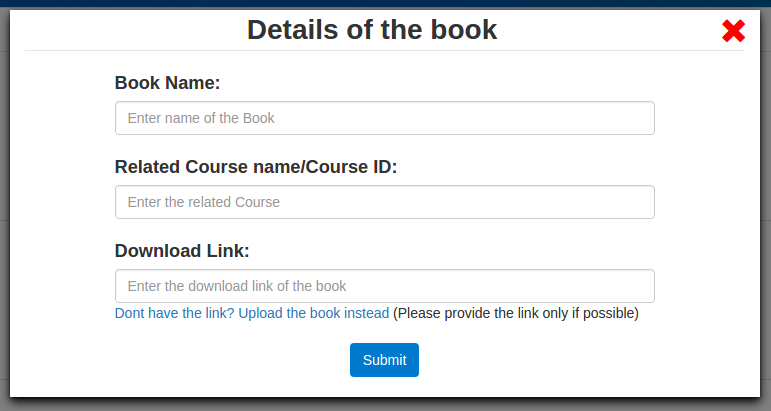 Details of the book
Book Name:
Enter name of the Book
Related Course name/Course ID:
Enter the related Course
Download Link:
Enter the download link of the book
Dont have the link? Upload the book instead (Please provide the link only if possible)
Submit